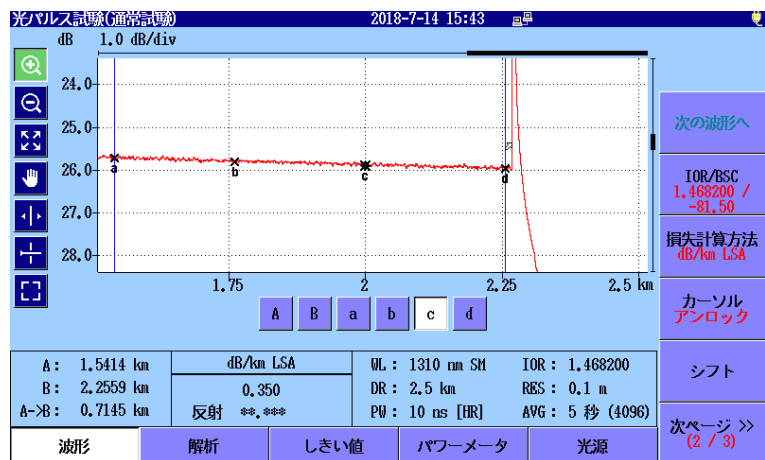 光パルス試験(通常試験) 2018-7-14 15:43
dB 1.0 dB/div
24.0
25.0
26.0
27.0
28.0
a b c d
1.75 2 2.25 2.5 km
A B a b c d
次の波形へ
IOR/BSC
1.468200 /
-81.50
損失計算方法
dB/km LSA
カーソル
アンロック
シフト
次ページ >>
(2 / 3)
A: 1.5414 km
B: 2.2559 km
A->B: 0.7145 km
dB/km LSA
0.350
反射 **.***
WL: 1310 nm SM IOR: 1.468200
DR: 2.5 km RES: 0.1 m
PW: 10 ns [HR] AVG: 5 秒 (4096)
波形 解析 しきい値 パワーメータ 光源